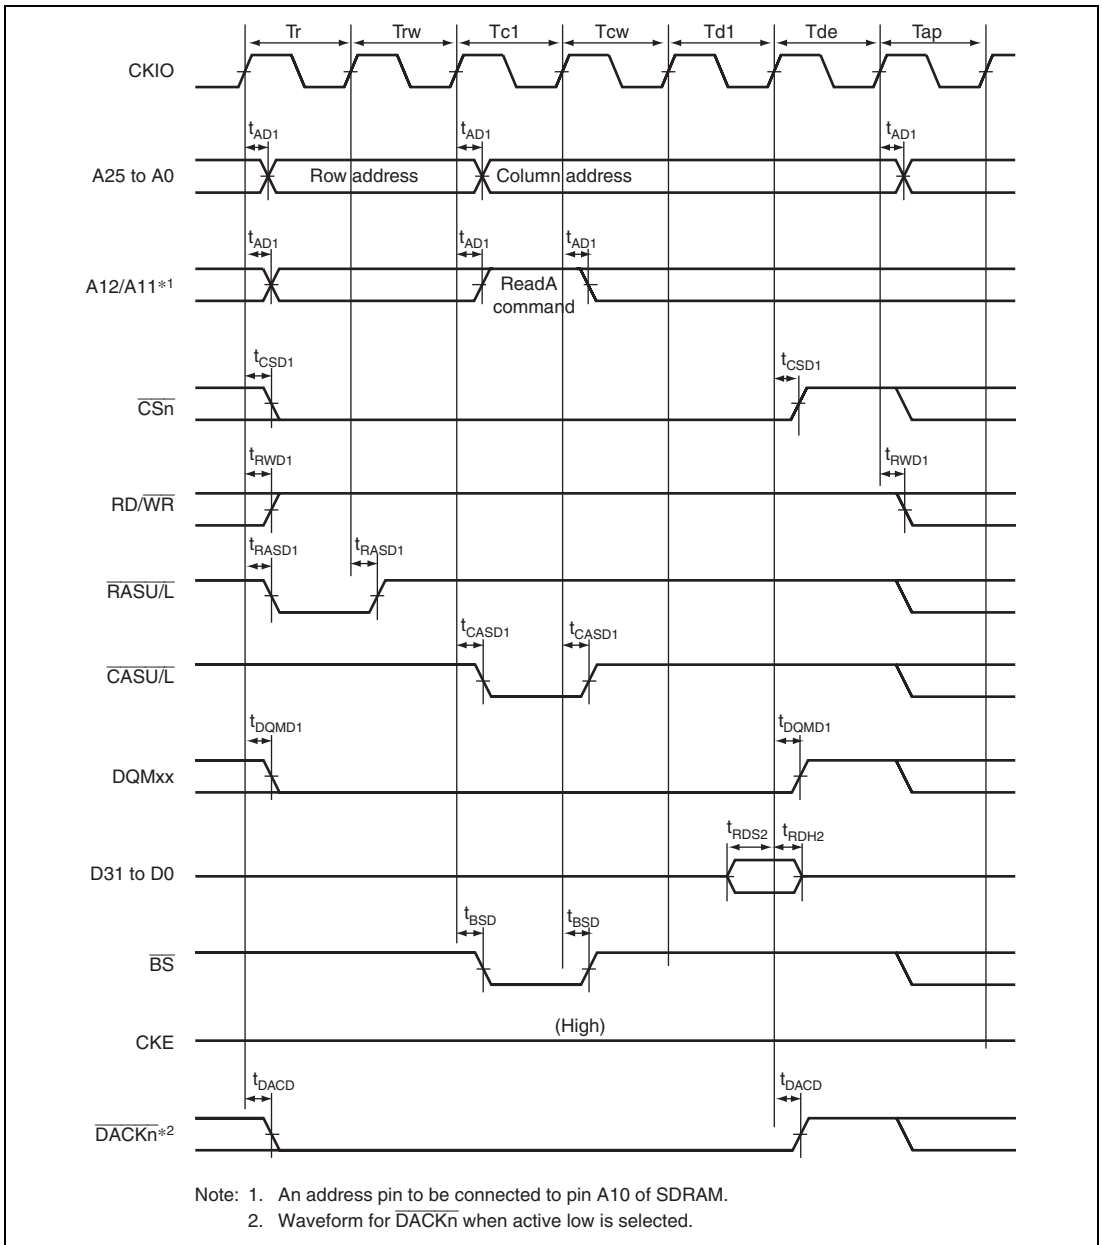 Tr Trw Tc1 Tcw Td1 Tde Tap
CKIO
tAD1 tAD1 tAD1
A25 to A0 Row address Column address
tAD1 tAD1 tAD1
A12/A11*1 ReadA
command
tCSD1 tCSD1
CSn
tRWD1 tRWD1
RD/WR
tRASD1 tRASD1
RASU/L
tCASD1 tCASD1
CASU/L
tDQMD1 tDQMD1
DQMxx
tRDS2 tRDH2
D31 to D0
tBSD tBSD
BS
(High)
CKE
tDACD tDACD
DACKn*2
Note: 1. An address pin to be connected to pin A10 of SDRAM.
2. Waveform for DACKn when active low is selected.